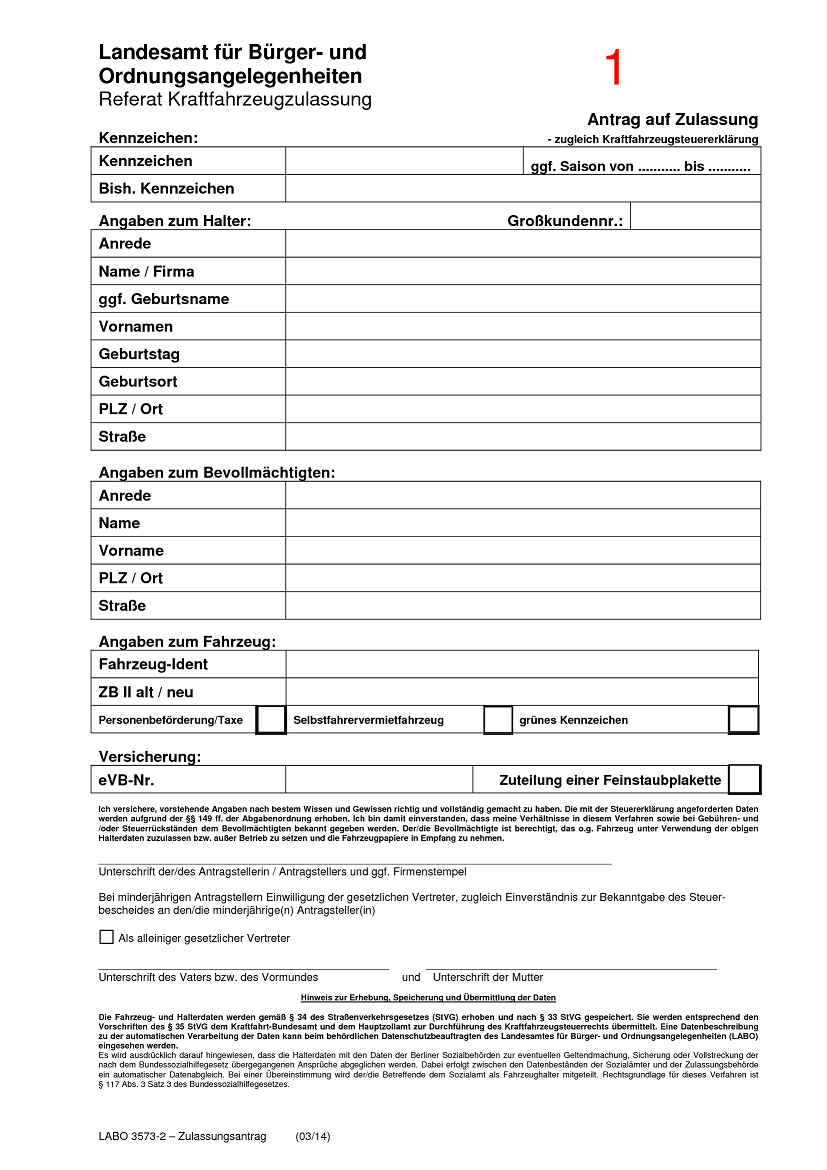 Landesamt für Bürger- und
Ordnungsangelegenheiten
Referat Kraftfahrzeugzulassung
1
Antrag auf Zulassung
Kennzeichen:
- zugleich Kraftfahrzeugsteuererklärung
Kennzeichen
ggf. Saison von ........... bis ...........
Bish. Kennzeichen
Angaben zum Halter:
Großkundennr.:
Anrede
Name / Firma
ggf. Geburtsname
Vornamen
Geburtstag
Geburtsort
PLZ / Ort
Straße
Angaben zum Bevollmächtigten:
Anrede
Name
Vorname
PLZ / Ort
Straße
Angaben zum Fahrzeug:
Fahrzeug-Ident
ZB II alt / neu
Personenbeförderung/Taxe
Selbstfahrervermietfahrzeug
grünes Kennzeichen
Versicherung:
eVB-Nr.
Zuteilung einer Feinstaubplakette
Ich versichere, vorstehende Angaben nach bestem Wissen und Gewissen richtig und vollständig gemacht zu haben. Die mit der Steuererklärung angeforderten Daten
werden aufgrund der §§ 149 ff. der Abgabenordnung erhoben. Ich bin damit einverstanden, dass meine Verhältnisse in diesem Verfahren sowie bei Gebühren- und
/oder Steuerrückständen dem Bevollmächtigten bekannt gegeben werden. Der/die Bevollmächtigte ist berechtigt, das o.g. Fahrzeug unter Verwendung der obigen
Halterdaten zuzulassen bzw. außer Betrieb zu setzen und die Fahrzeugpapiere in Empfang zu nehmen.
Unterschrift der/des Antragstellerin / Antragstellers und ggf. Firmenstempel
Bei minderjährigen Antragstellern Einwilligung der gesetzlichen Vertreter, zugleich Einverständnis zur Bekanntgabe des Steuer-
bescheides an den/die minderjährige(n) Antragsteller(in)
Als alleiniger gesetzlicher Vertreter
Unterschrift des Vaters bzw. des Vormundes
und
Unterschrift der Mutter
Hinweis zur Erhebung, Speicherung und Übermittlung der Daten
Die Fahrzeug- und Halterdaten werden gemäß § 34 des Straßenverkehrsgesetzes (StVG) erhoben und nach § 33 StVG gespeichert. Sie werden entsprechend den
Vorschriften des § 35 StVG dem Kraftfahrt-Bundesamt und dem Hauptzollamt zur Durchführung des Kraftfahrzeugsteuerrechts übermittelt. Eine Datenbeschreibung
zu der automatischen Verarbeitung der Daten kann beim behördlichen Datenschutzbeauftragten des Landesamtes für Bürger- und Ordnungsangelegenheiten (LABO)
eingesehen werden.
Es wird ausdrücklich darauf hingewiesen, dass die Halterdaten mit den Daten der Berliner Sozialbehörden zur eventuellen Geltendmachung, Sicherung oder Vollstreckung der
nach dem Bundessozialhilfegesetz übergegangenen Ansprüche abgeglichen werden. Dabei erfolgt zwischen den Datenbeständen der Sozialämter und der Zulassungsbehörde
ein automatischer Datenabgleich. Bei einer Übereinstimmung wird der/die Betreffende dem Sozialamt als Fahrzeughalter mitgeteilt. Rechtsgrundlage für dieses Verfahren ist
§ 117 Abs. 3 Satz 3 des Bundessozialhilfegesetzes.
LABO 3573-2 – Zulassungsantrag (03/14)